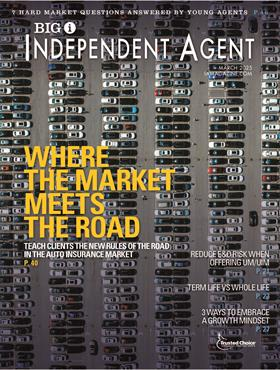 7 HARD MARKET QUESTIONS ANSWERED BY YOUNG AGENTS
BIG I
INDEPENDENT AGENT
MARCH 2025
IAMAGAZINE.COM
WHERE
THE MARKET
MEETS
THE ROAD
TEACH CLIENTS THE NEW RULES OF THE ROAD
IN THE AUTO INSURANCE MARKET
P. 40
REDUCE E&O RISK WHEN
OFFERING UM/UIM
TERM LIFE VS WHOLE LIFE
3 WAYS TO EMBRACE
A GROWTH MINDSET
P. 27
Trusted Choice